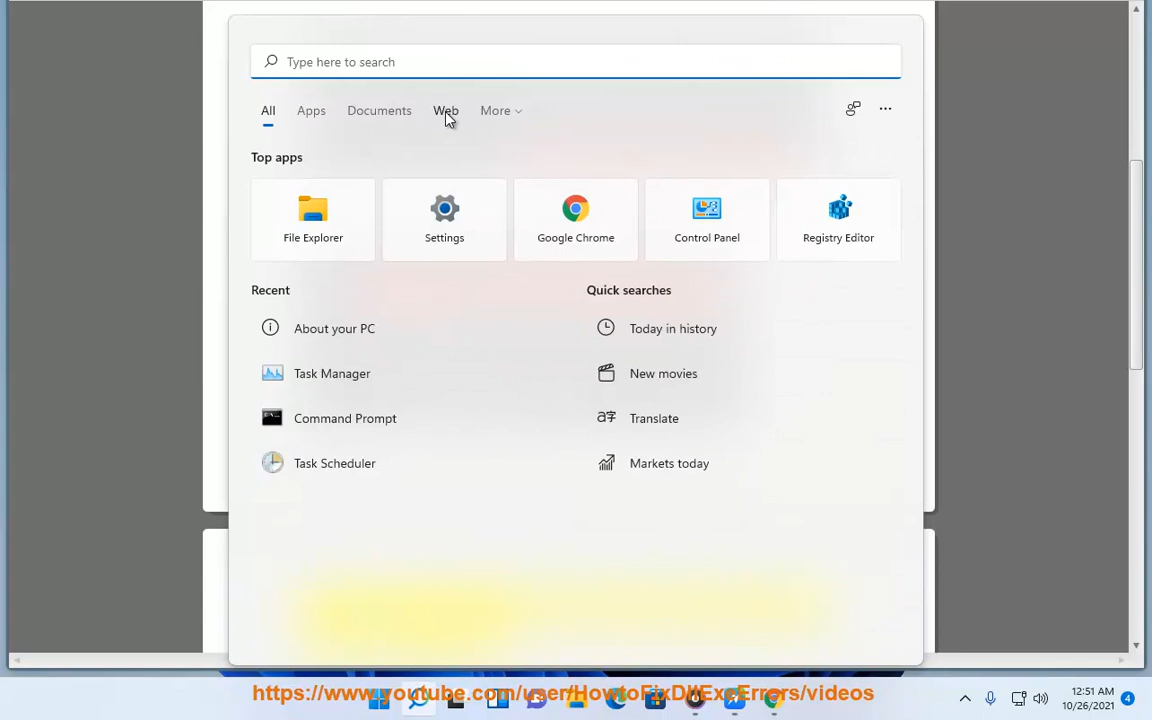 Type here to search
All Apps Documents Web More
Top apps
File Explorer Settings Google Chrome Control Panel Registry Editor
Recent Quick searches
About your PC Today in history
Task Manager New movies
Command Prompt Translate
Task Scheduler Markets today
https://www.youtube.com/user/HowtoFixDllExeErrors/videos
12:51 AM
10/26/2021
4